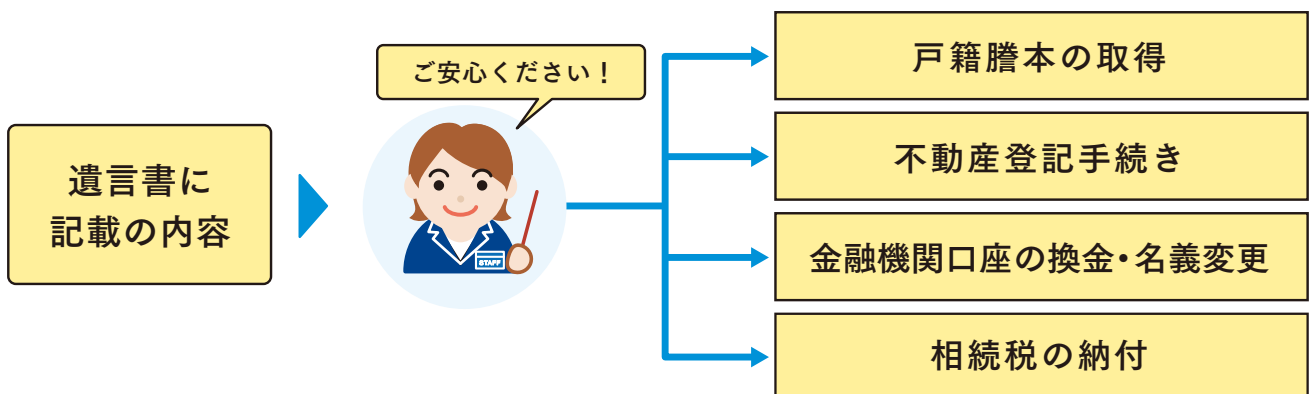 ご安心ください！
遺言書に
記載の内容
STAFF
戸籍謄本の取得
不動産登記手続き
金融機関口座の換金・名義変更
相続税の納付